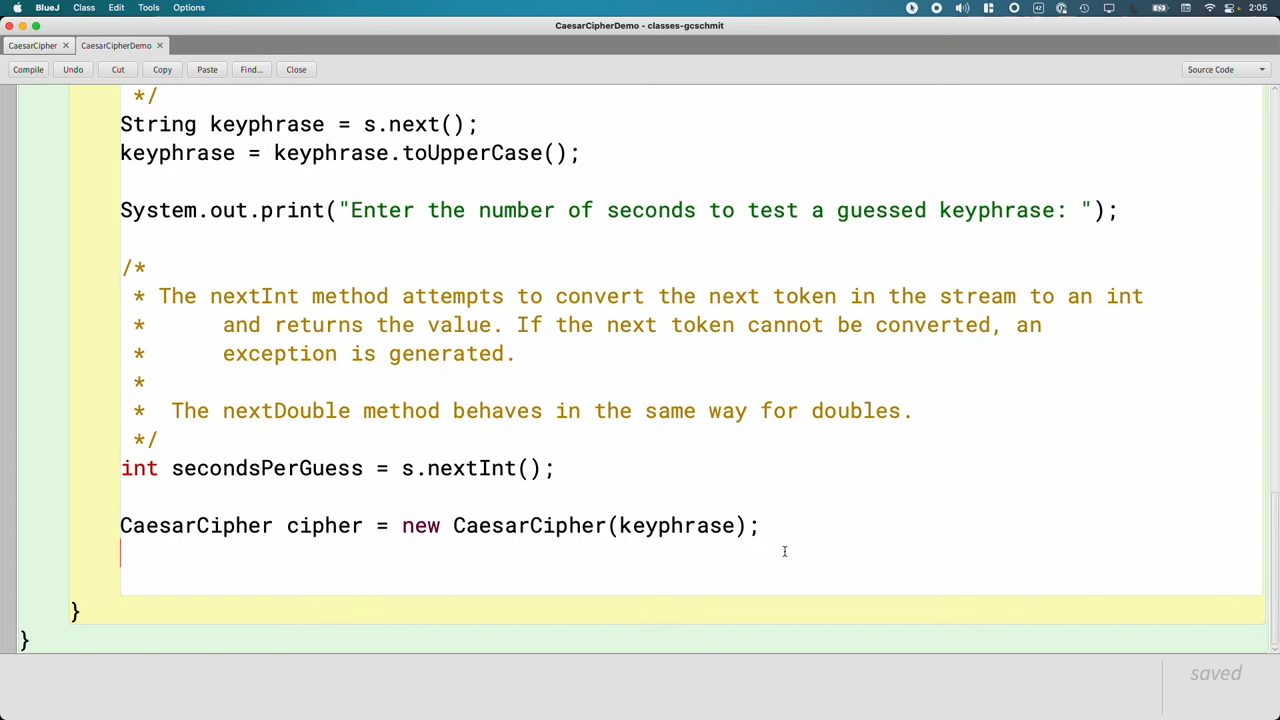 BlueJ Class Edit Tools Options 2:05
CaesarCipherDemo - classes-gcschmit
CaesarCipher CaesarCipherDemo
Compile Undo Cut Copy Paste Find... Close Source Code
*/
String keyphrase = s.next();
keyphrase = keyphrase.toUpperCase();
System.out.print("Enter the number of seconds to test a guessed keyphrase: ");
/*
* The nextInt method attempts to convert the next token in the stream to an int
* and returns the value. If the next token cannot be converted, an
* exception is generated.
*
* The nextDouble method behaves in the same way for doubles.
*/
int secondsPerGuess = s.nextInt();
CaesarCipher cipher = new CaesarCipher(keyphrase);
}
}
saved